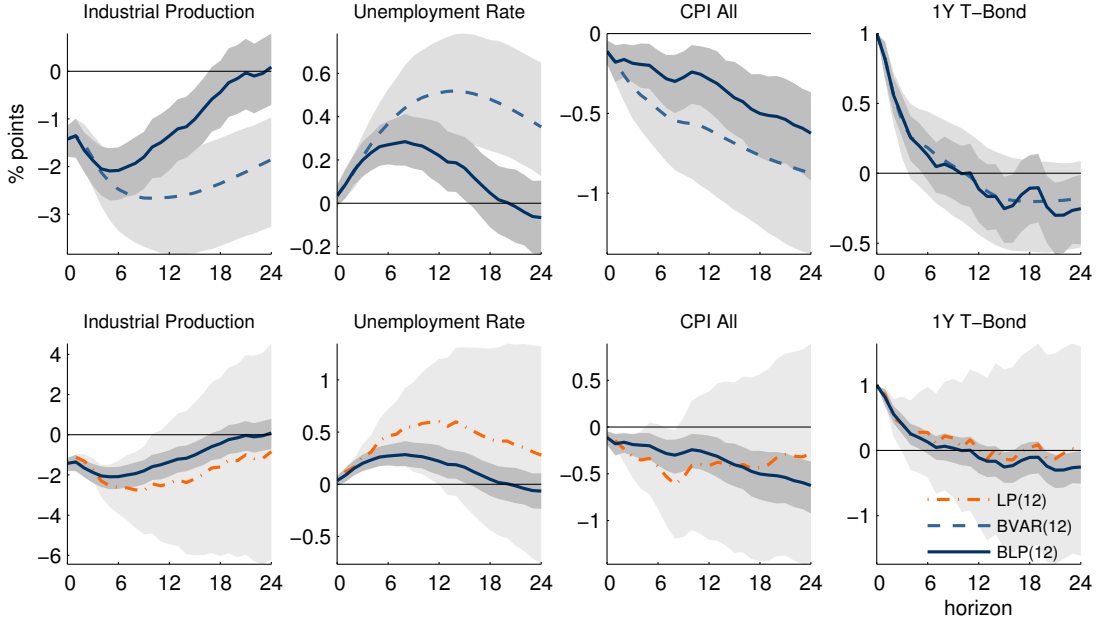 Industrial Production Unemployment Rate CPI All 1Y T−Bond
% points
0
−1
−2
−3
0 6 12 18 24
0.6
0.4
0.2
0
−0.2
0 6 12 18 24
0
−0.5
−1
0 6 12 18 24
1
0.5
0
−0.5
0 6 12 18 24
Industrial Production Unemployment Rate CPI All 1Y T−Bond
4
2
0
−2
−4
−6
0 6 12 18 24
1
0.5
0
−0.5
0 6 12 18 24
0.5
0
−0.5
−1
0 6 12 18 24
1
0
−1
LP(12)
BVAR(12)
BLP(12)
0 6 12 18 24
horizon